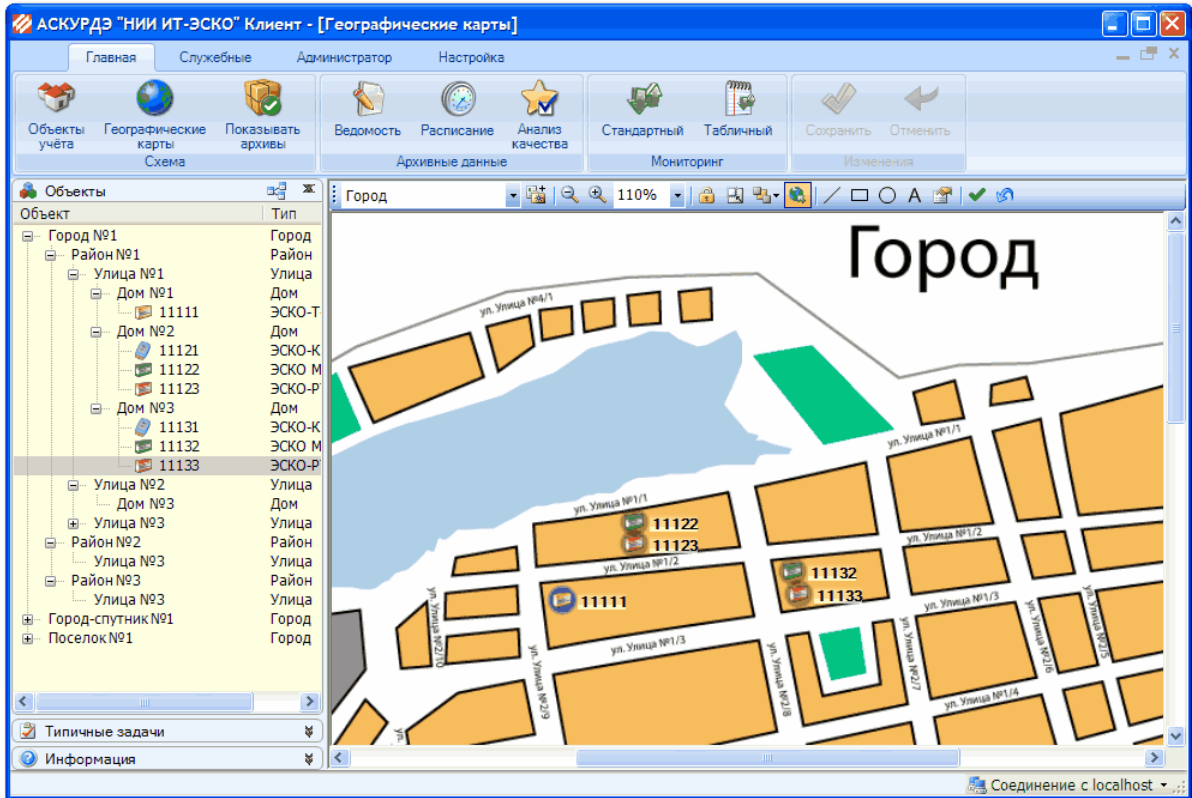 АСКУРДЭ "НИИ ИТ-ЭСКО" Клиент - [Географические карты]
Главная Служебные Администратор Настройка
Объекты учёта
Географические карты
Показывать архивы
Схема
Ведомость
Расписание
Анализ качества
Архивные данные
Стандартный
Табличный
Мониторинг
Сохранить
Отменить
Изменения
Объекты
Объект Тип
Город №1 Город
Район №1 Район
Улица №1 Улица
Дом №1 Дом
11111 ЭСКО-Т
Дом №2 Дом
11121 ЭСКО-К
11122 ЭСКО М
11123 ЭСКО-Р
Дом №3 Дом
11131 ЭСКО-К
11132 ЭСКО М
11133 ЭСКО-Р
Улица №2 Улица
Дом №3 Дом
Улица №3 Улица
Район №2 Район
Улица №3 Улица
Район №3 Район
Улица №3 Улица
Город-спутник №1 Город
Поселок №1 Город
Типичные задачи
Информация
Город 110% A
Город
ул. Улица №4/1
ул. Улица №1/1
ул. Улица №1/1
11122
11123
ул. Улица №1/2
ул. Улица №1/2
11132
11133
11111
ул. Улица №1/3
ул. Улица №1/3
ул. Улица №2/10
ул. Улица №2/9
ул. Улица №2/8
ул. Улица №2/7
ул. Улица №2/6
ул. Улица №2/5
ул. Улица №1/4
ул.
Соединение с localhost